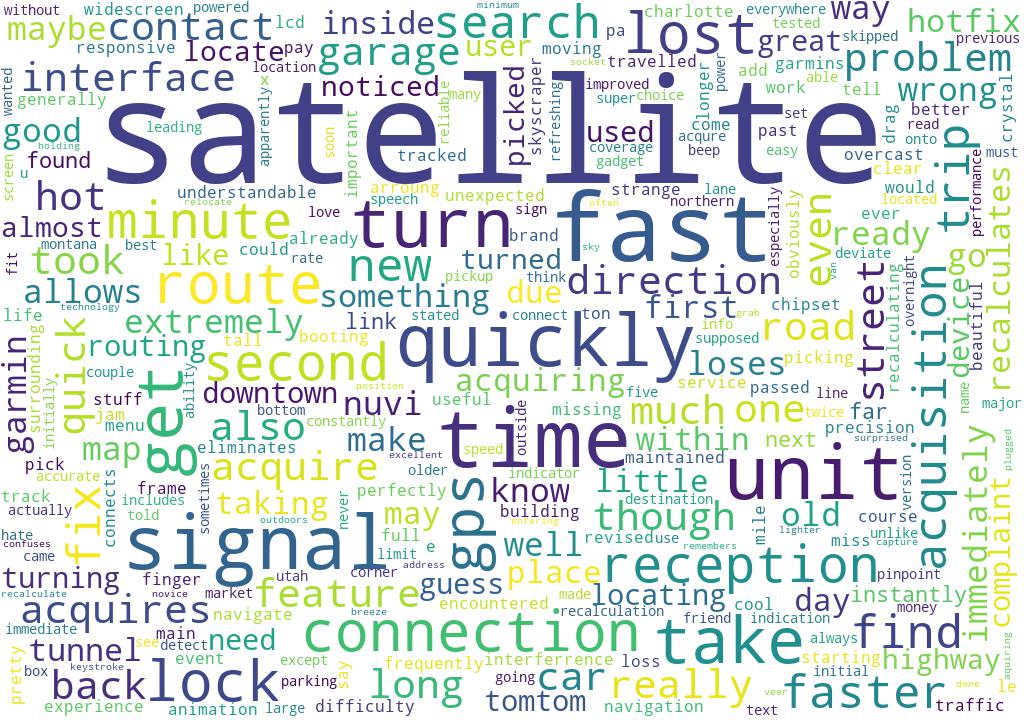 without
widescreen
powered
minimum
inside
search
everywhere
way
hotfix
maybe
contact
lcd
charlotte
responsive
locate
pay
garage
user
moving
pa
lost
great
tested
skipped
problem
previous
wanted
interface
location
x
noticed
reliable
many
picked
skyscraper
socket
travelled
improved
super
choice
refreshing
longer
power
add
garmins
work
able
tell
drag
wrong
crystal
generally
satellite
good
leading
holding
apparently
soon
important
tracked
used
coverage
gadget
come
acqure
beep
set
past
easy
better
read
onto
overcast
must
screen
u
found
hot
understandable
relocate
arroung
speech
unexpected
strange
lane
northern
clear
would
located
trip
performance
almost
minute
love
turn
sign
often
fast
especially
obviously
even
ever
ready
fit
montana
best
like
could
rate
already
brand
sky
think
van
deviate
go
took
new
turned
pickup
direction
recalculates
allows
route
something
stated
connect
due
ton
first
chipset
street
overnight
device
beautiful
life
technology
extremely
link
booting
info
grab
supposed
road
recalculating
acquisition
surrounding
initially
quick
routing
tall
second
quickly
loses
picking
garmin
couple
get
ability
position
acquiring
service
passed
line
name
major
stuff
jam
menu
downtown
nuvi
useful
five
missing
much
one
twice
far
precision
surprised
bottom
constantly
also
map
eliminates
make
excellent
older
time
outside
speed
within
maintained
next
pick
accurate
acquire
perfectly
indicator
know
building
unit
version
plugged
track
actually
fix
connects
frame
includes
told
sometimes
taking
never
gps
little
destination
mile
old
course
immediately
complaint
hate
confuses
came
outdoors
signal
may
full
e
limit
entering
well
though
revised
use
remembers
miss
unlike
capture
lighter
recalculate
novice
turning
finger
utah
corner
address
guess
place
reception
pinpoint
acquires
market
feature
navigate
breeze
encountered
made
locating
recalculation
day
instantly
money
immediate
main
see
detect
need
connection
friend
cool
indication
take
always
find
tunnel
keystroke
event
except
frequently
interferrence
loss
starting
highway
acquiring
pretty
box
back
lock
parking
say
long
going
car
really
initial
done
le
experience
animation
large
difficulty
tomtom
navigation
text
veer
faster
traffic